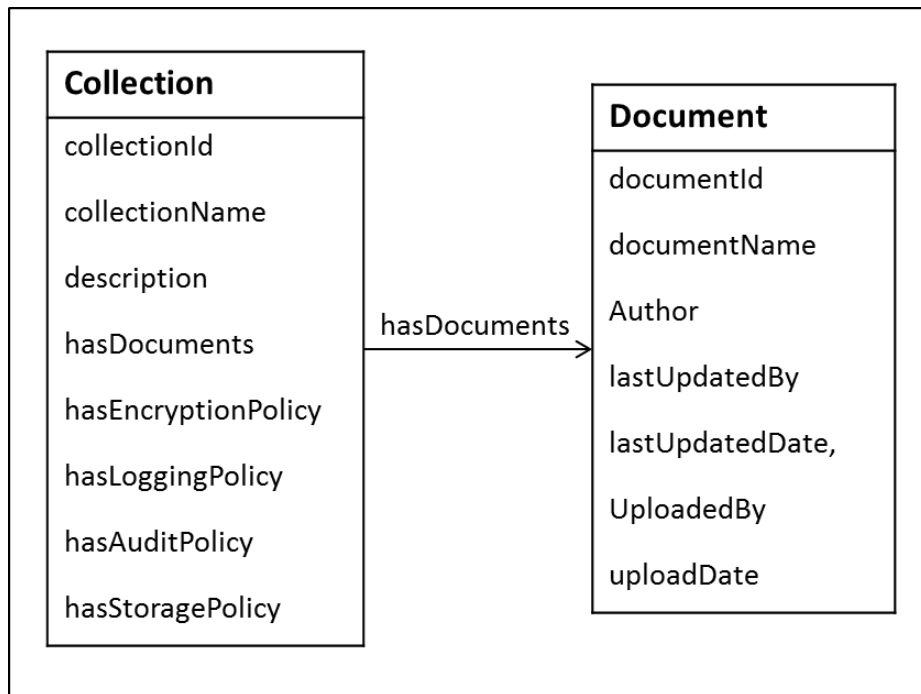 Collection
collectionId
collectionName
description
hasDocuments
hasEncryptionPolicy
hasLoggingPolicy
hasAuditPolicy
hasStoragePolicy
hasDocuments
Document
documentId
documentName
Author
lastUpdatedBy
lastUpdatedDate,
UploadedBy
uploadDate